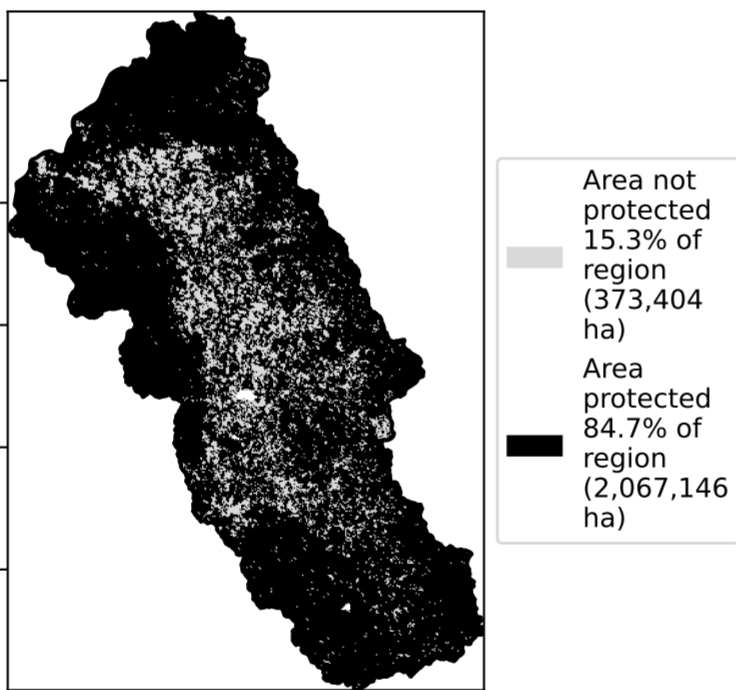 Area not
protected
15.3% of
region
(373,404
ha)
Area
protected
84.7% of
region
(2,067,146
ha)